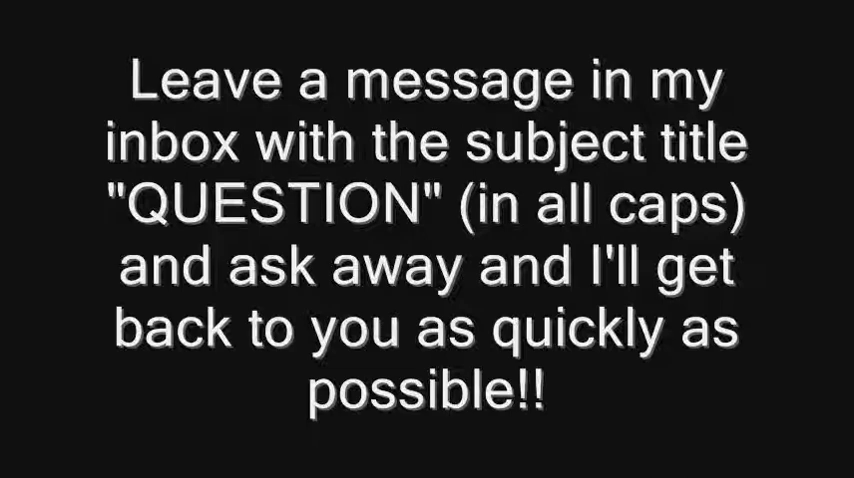 Leave a message in my
inbox with the subject title
"QUESTION" (in all caps)
and ask away and I'll get
back to you as quickly as
possible!!